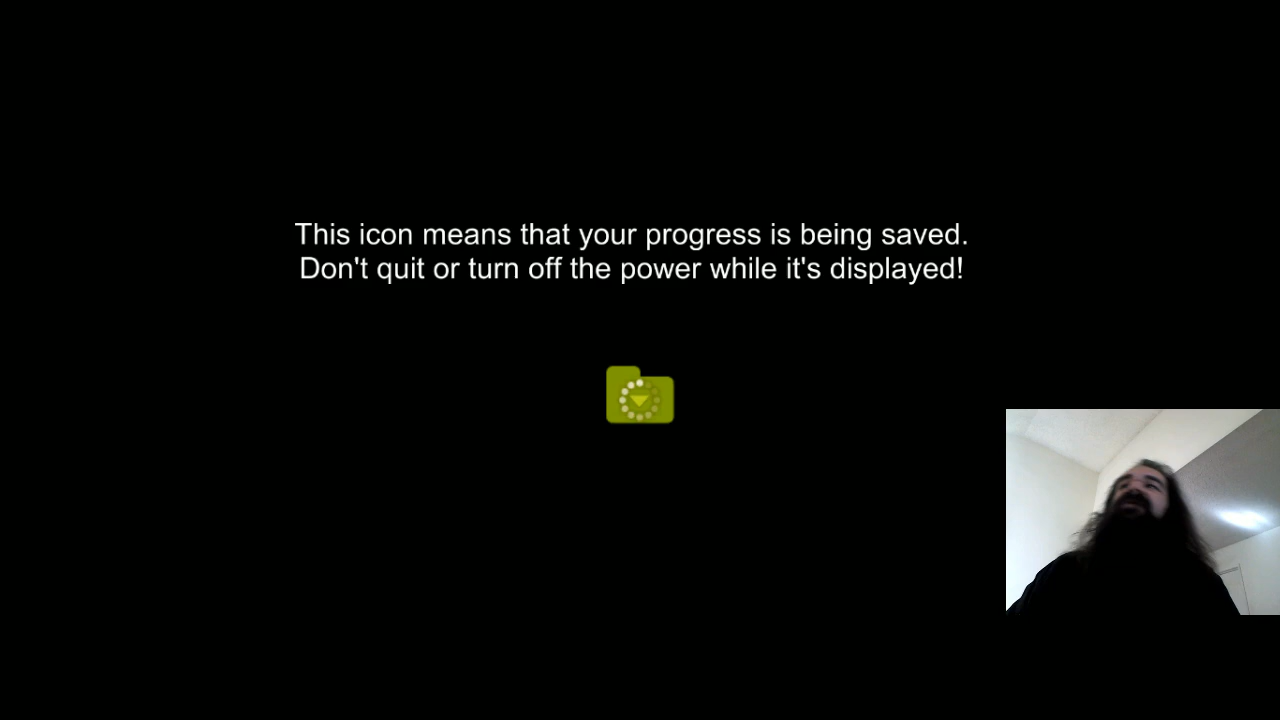 This icon means that your progress is being saved.
Don't quit or turn off the power while it's displayed!